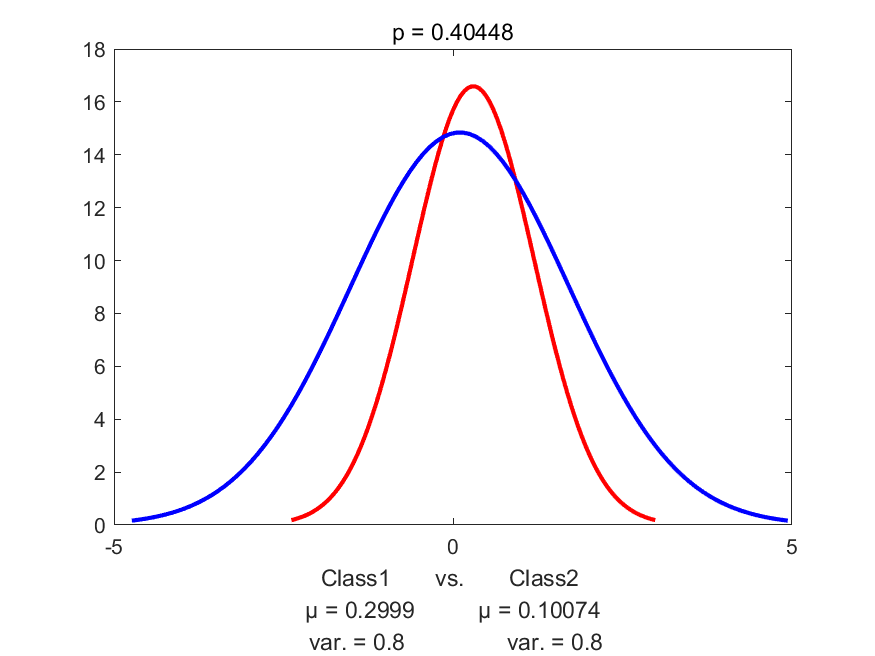 p = 0.40448
18
16
14
12
10
8
6
4
2
0
-5 0 5
Class1 vs. Class2
μ = 0.2999 μ = 0.10074
var. = 0.8 var. = 0.8